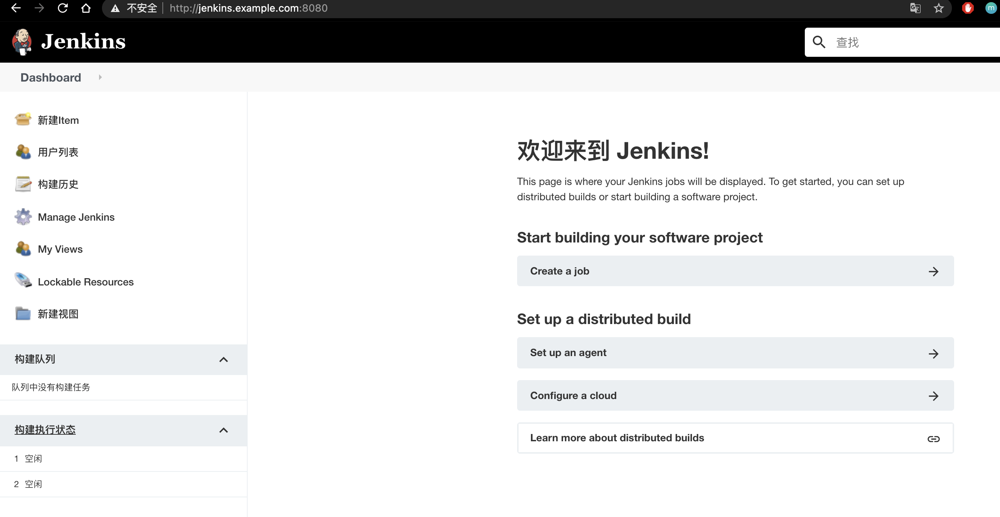 不安全 http://jenkins.example.com:8080
m
Jenkins
查找
Dashboard
新建Item
用户列表
构建历史
Manage Jenkins
My Views
Lockable Resources
新建视图
构建队列
队列中没有构建任务
构建执行状态
1 空闲
2 空闲
欢迎来到 Jenkins!
This page is where your Jenkins jobs will be displayed. To get started, you can set up
distributed builds or start building a software project.
Start building your software project
Create a job
Set up a distributed build
Set up an agent
Configure a cloud
Learn more about distributed builds